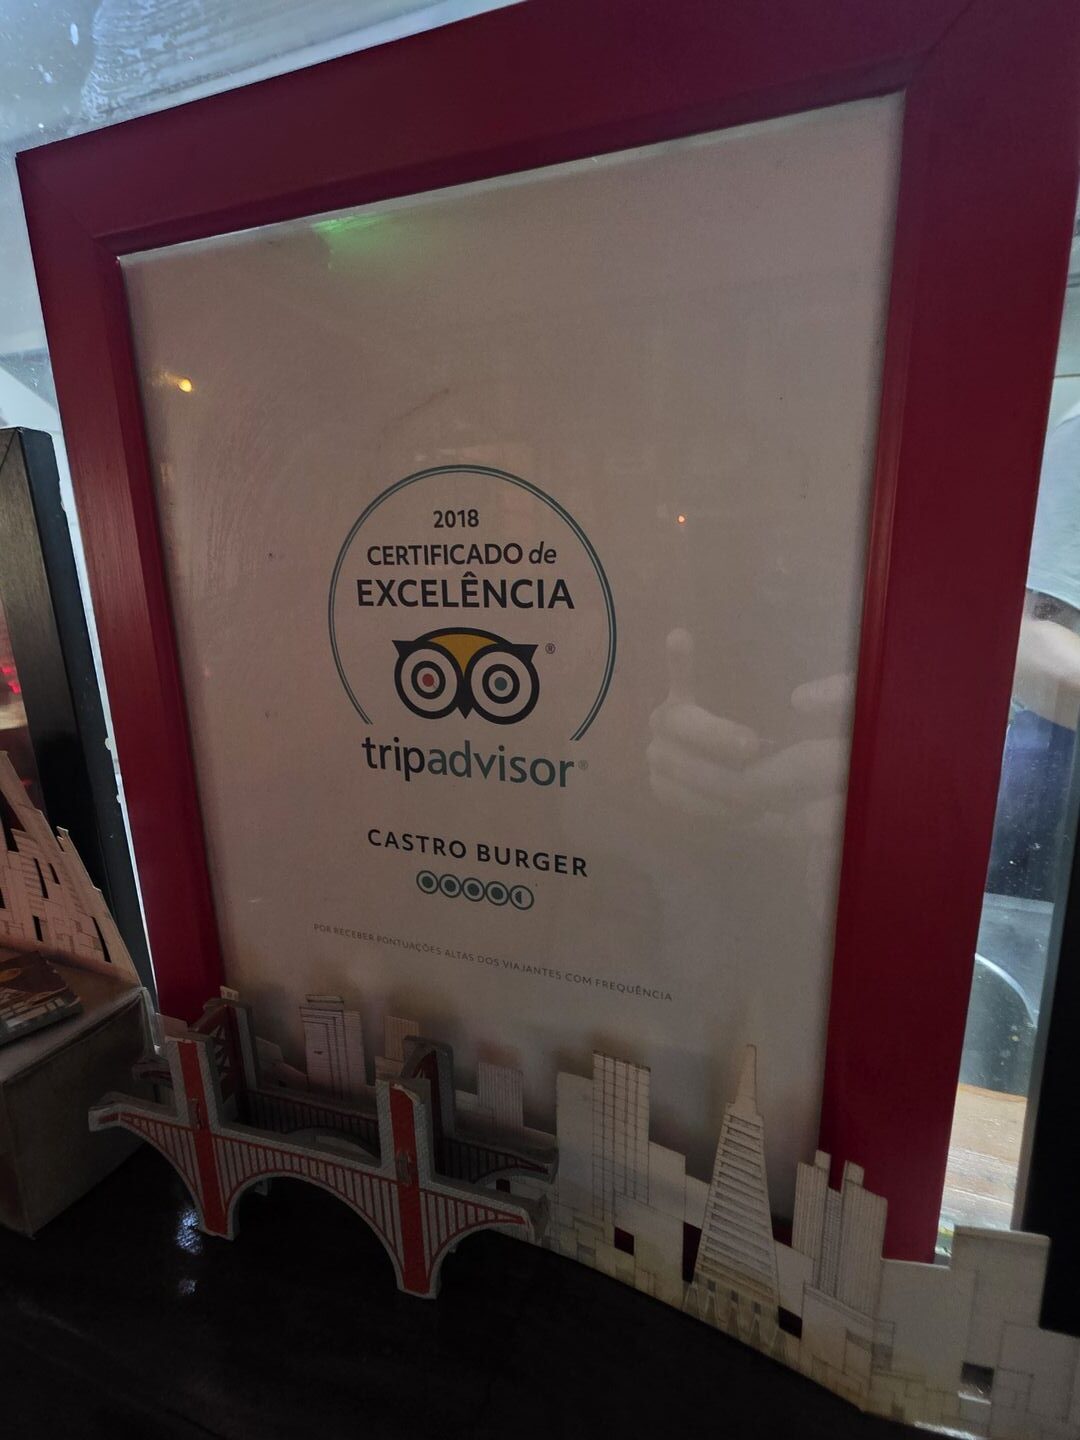 2018
CERTIFICADO de
EXCELÊNCIA
®
tripadvisor®
CASTRO BURGER
POR RECEBER PONTUAÇÕES ALTAS DOS VIAJANTES COM FREQUÊNCIA